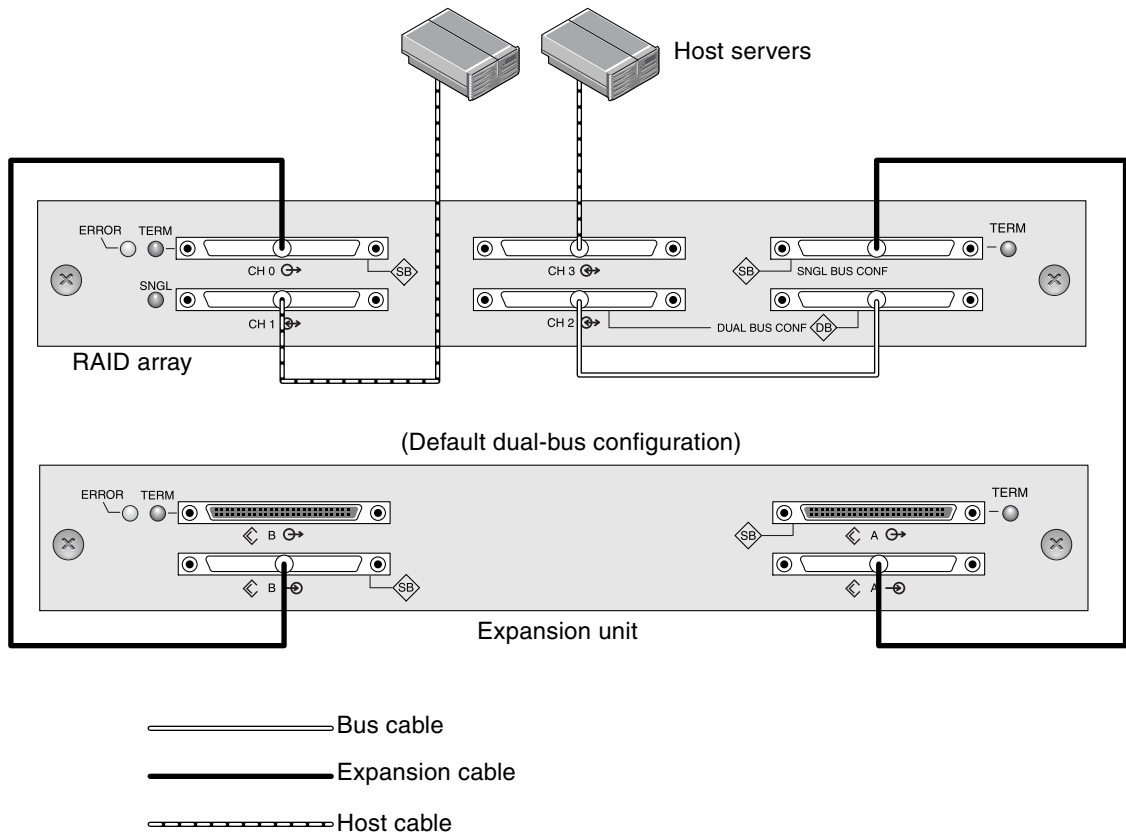 Host servers
ERROR TERM
TERM
CH 0
SB
CH 3
SB
SNGL BUS CONF
SNGL
CH 1
CH 2
DUAL BUS CONF
DB
RAID array
(Default dual-bus configuration)
ERROR TERM
TERM
B
SB
A
B
SB
A
Expansion unit
Bus cable
Expansion cable
Host cable